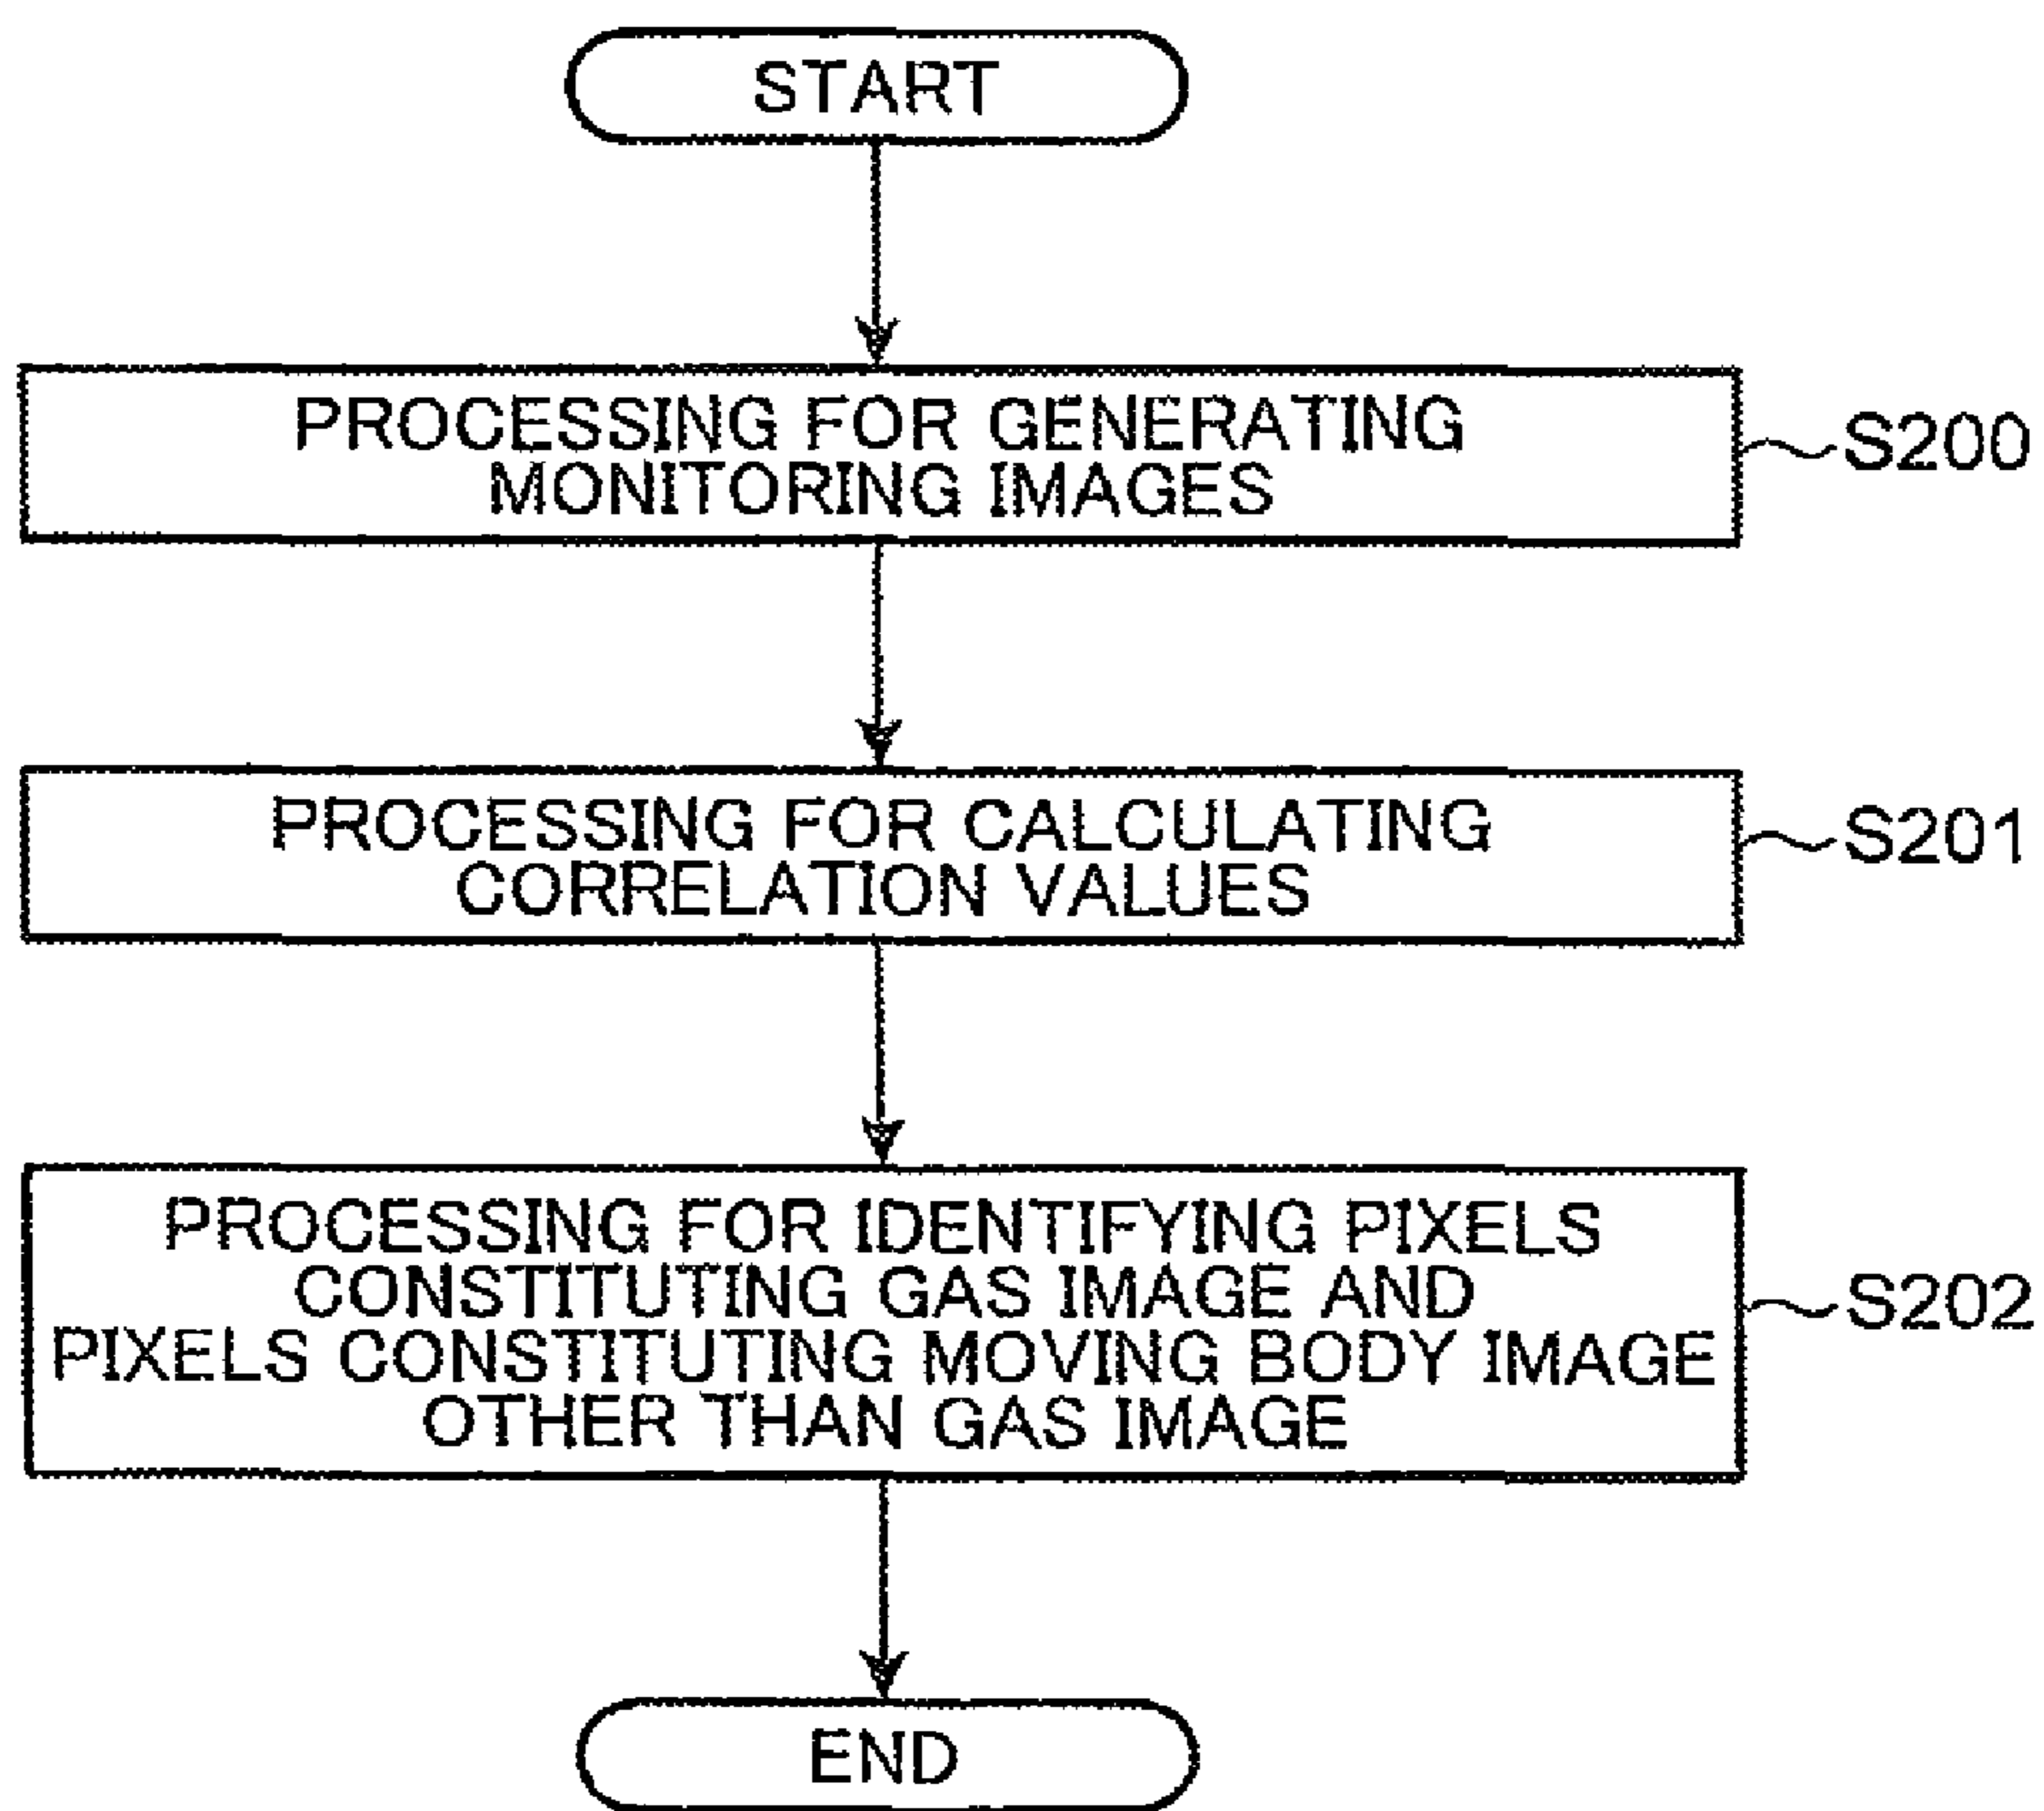 START
PROCESSING FOR GENERATING
MONITORING IMAGES
S200
PROCESSING FOR CALCULATING
CORRELATION VALUES
S201
PROCESSING FOR IDENTIFYING PIXELS
CONSTITUTING GAS IMAGE AND
PIXELS CONSTITUTING MOVING BODY IMAGE
OTHER THAN GAS IMAGE
S202
END